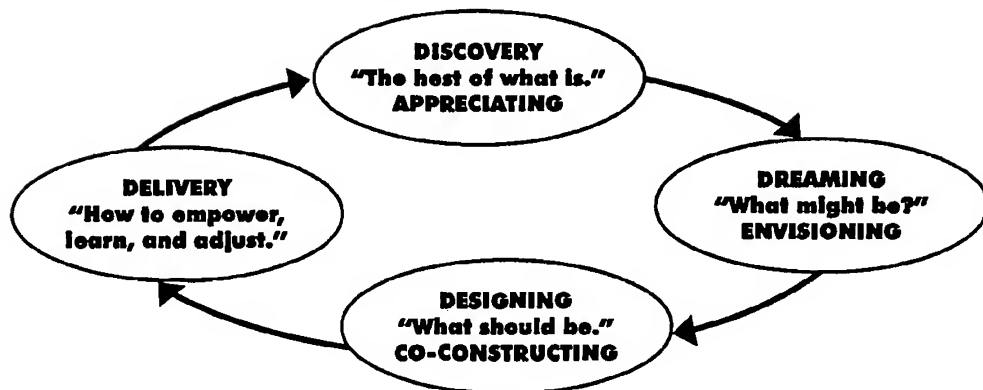 DISCOVERY
“The hest of what is.”
APPRECIATING
DREAMING
“What might be?”
ENVISIONING
DESIGNING
“What should be.”
CO-CONSTRUCTING
DELIVERY
“How to empower,
learn, and adjust.”